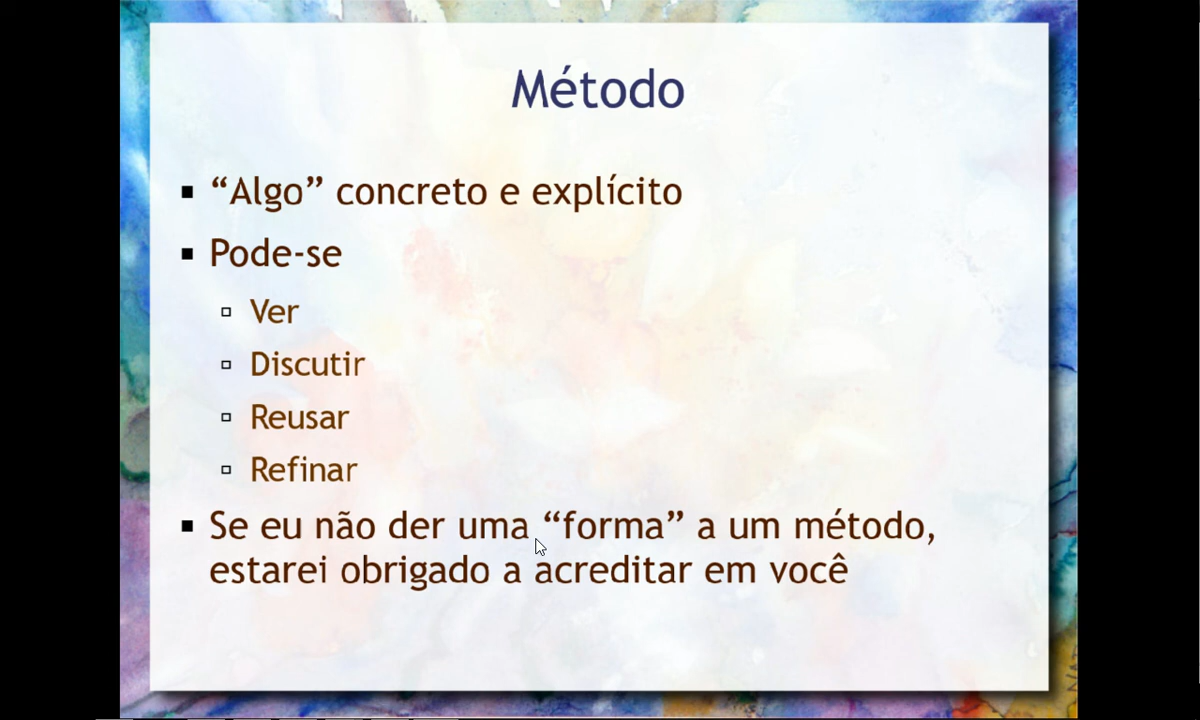 Método
“Algo” concreto e explícito
Pode-se
Ver
Discutir
Reusar
Refinar
Se eu não der uma “forma” a um método,
estarei obrigado a acreditar em você